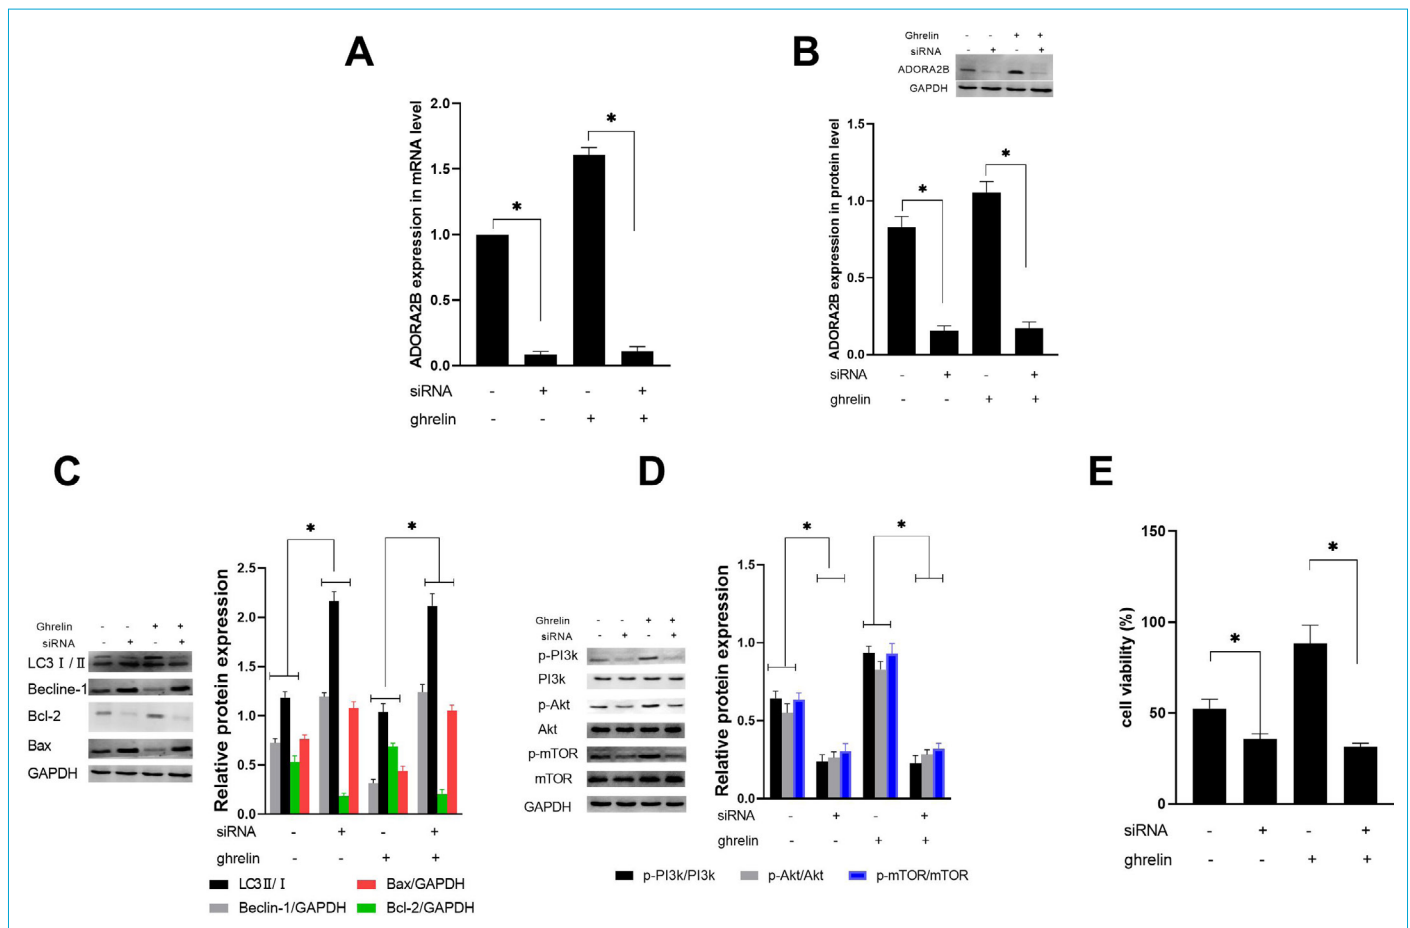 A
ADORA2B expression in mRNA level
2.0
1.5
1.0
0.5
0.0
*
*
siRNA - + - +
ghrelin - - + +
B
Ghrelin - - + +
siRNA - + - +
ADORA2B
GAPDH
ADORA2B expression in protein level
1.5
1.0
0.5
0.0
*
*
siRNA - + - +
ghrelin - - + +
C
Ghrelin - - + +
siRNA - + - +
LC3 Ⅰ / Ⅱ
Becline-1
Bcl-2
Bax
GAPDH
Relative protein expression
2.5
2.0
1.5
1.0
0.5
0.0
*
*
siRNA - + - +
ghrelin - - + +
LC3Ⅱ/ Ⅰ
Bax/GAPDH
Beclin-1/GAPDH
Bcl-2/GAPDH
D
Ghrelin - - + +
siRNA - + - +
p-PI3k
PI3k
p-Akt
Akt
p-mTOR
mTOR
GAPDH
Relative protein expression
1.5
1.0
0.5
0.0
*
*
siRNA - + - +
ghrelin - - + +
p-PI3k/PI3k
p-Akt/Akt
p-mTOR/mTOR
E
cell viability (%)
150
100
50
0
*
*
siRNA - + - +
ghrelin - - + +